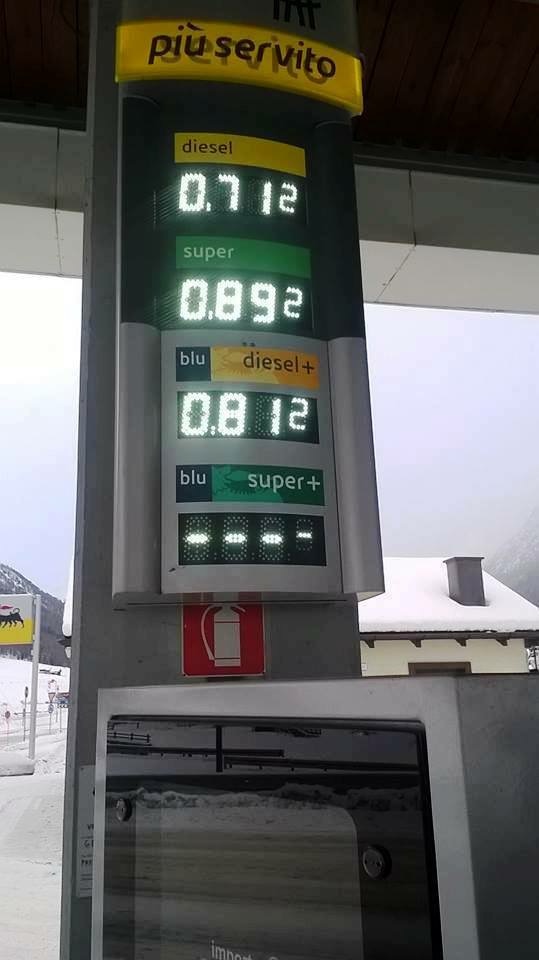 più servito
diesel
0.712
super
0.892
blu diesel+
0.812
blu super+
----